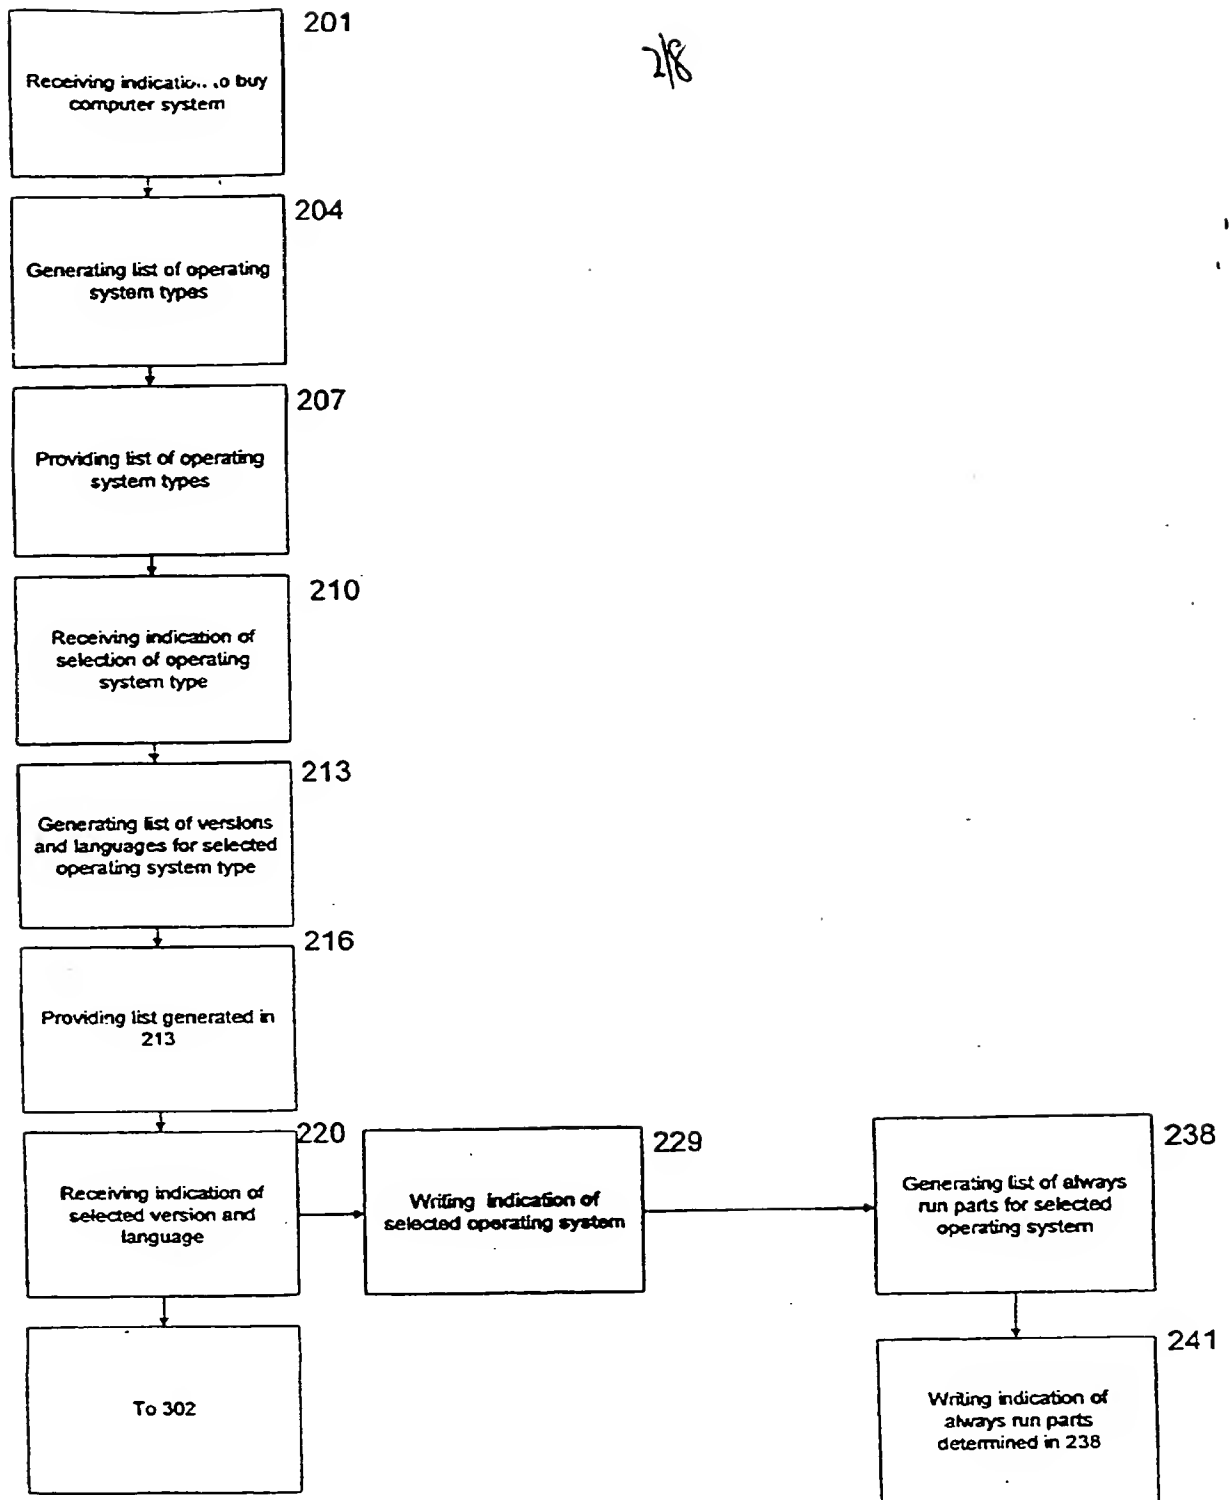 201
2/8
Receiving indication to buy
computer system
204
Generating list of operating
system types
207
Providing list of operating
system types
210
Receiving indication of
selection of operating
system type
213
Generating list of versions
and languages for selected
operating system type
216
Providing list generated in
213
220
Receiving indication of
selected version and
language
229
Writing indication of
selected operating system
238
Generating list of always
run parts for selected
operating system
To 302
241
Writing indication of
always run parts
determined in 238